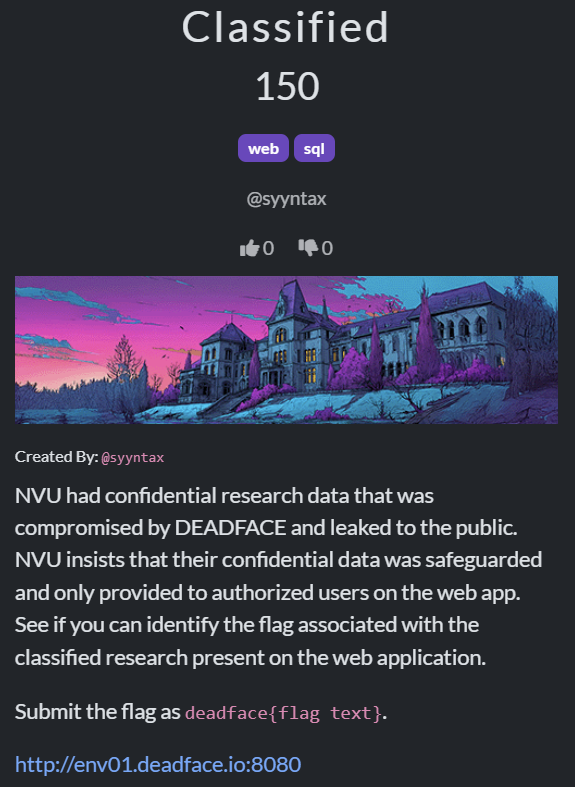 Classified
150
web sql
@syyntax
0 0
Created By: @syyntax
NVU had confidential research data that was
compromised by DEADFACE and leaked to the public.
NVU insists that their confidential data was safeguarded
and only provided to authorized users on the web app.
See if you can identify the flag associated with the
classified research present on the web application.
Submit the flag as deadface{flag text}.
http://env01.deadface.io:8080